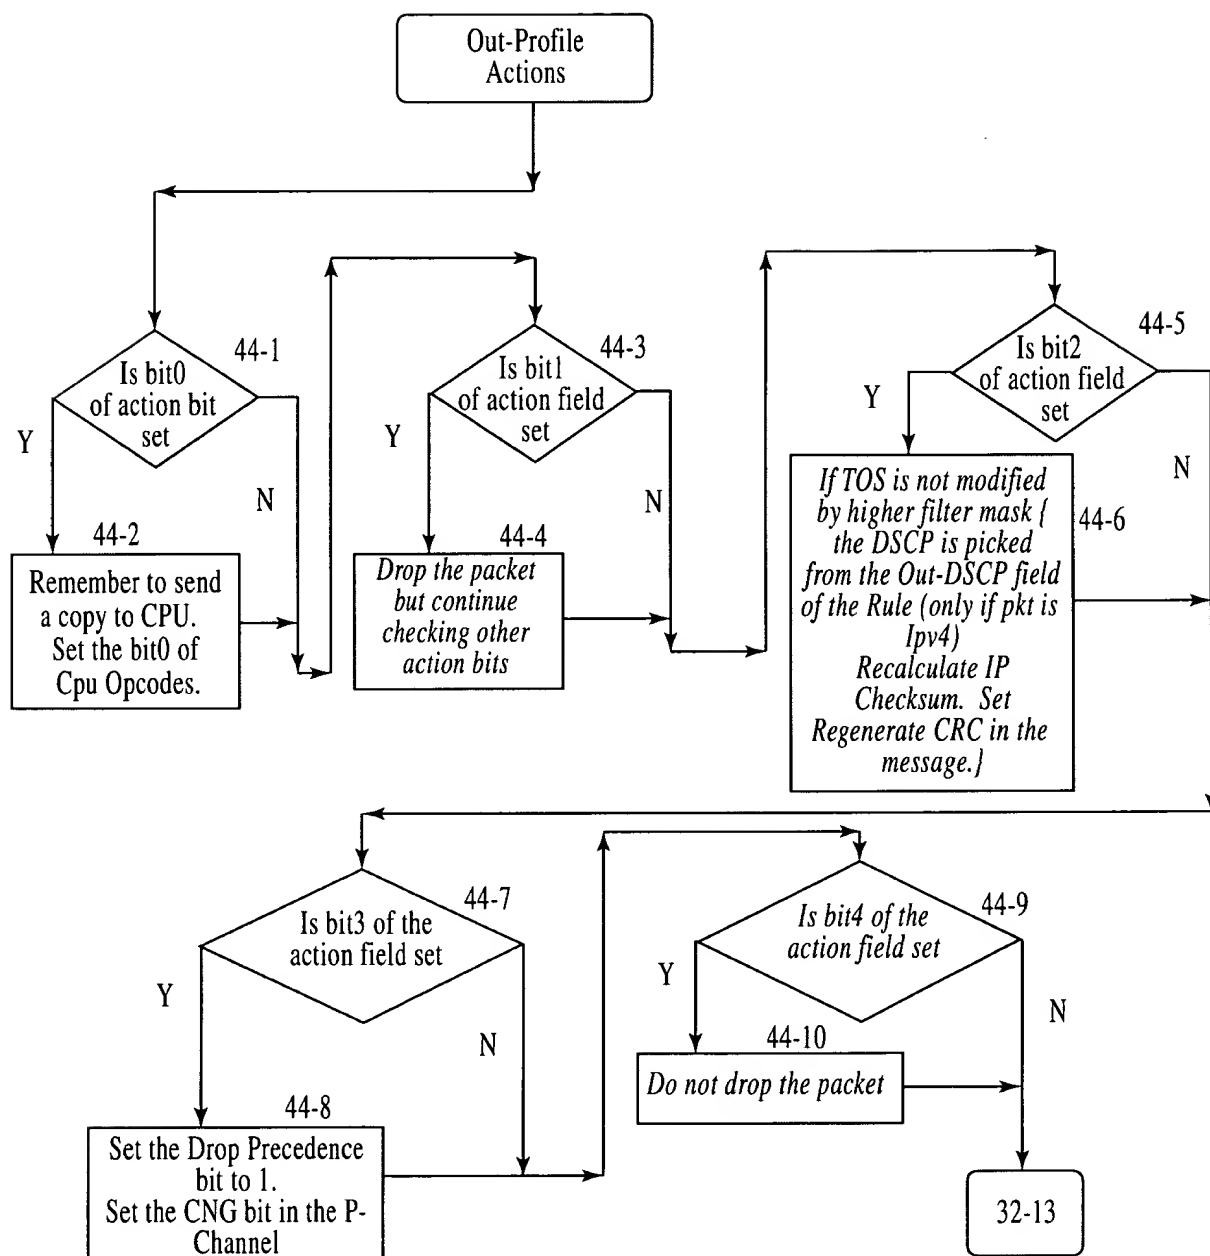 Out-Profile
Actions
44-1
Is bit0
of action bit
set
Y
N
44-2
Remember to send
a copy to CPU.
Set the bit0 of
Cpu Opcodes.
44-3
Is bit1
of action field
set
Y
N
44-4
Drop the packet
but continue
checking other
action bits
44-5
Is bit2
of action field
set
Y
N
44-6
If TOS is not modified
by higher filter mask {
the DSCP is picked
from the Out-DSCP field
of the Rule (only if pkt is
Ipv4)
Recalculate IP
Checksum. Set
Regenerate CRC in the
message.}
44-7
Is bit3 of the
action field set
Y
N
44-8
Set the Drop Precedence
bit to 1.
Set the CNG bit in the P-
Channel
44-9
Is bit4 of the
action field set
Y
N
44-10
Do not drop the packet
32-13